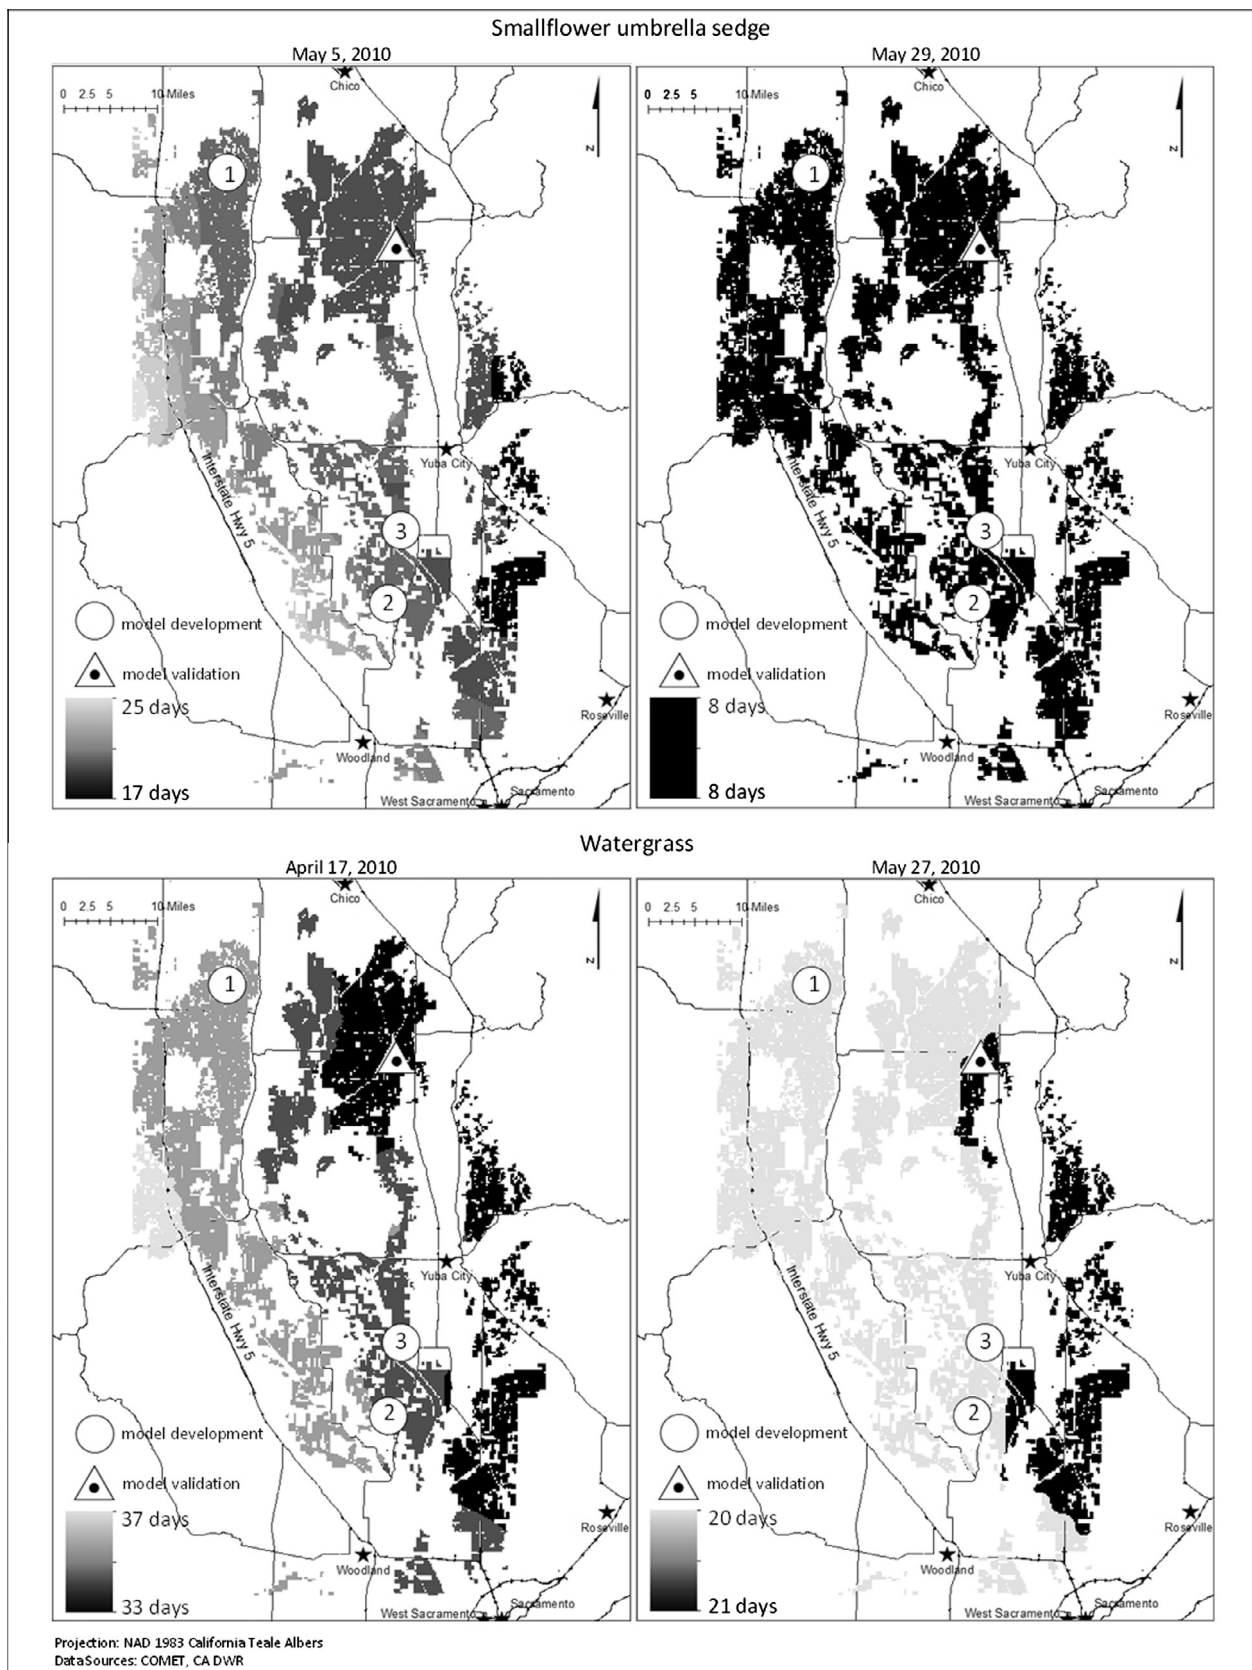 Smallflower umbrella sedge
May 5, 2010
May 29, 2010
Chico
0 2.5 5 10 Miles
N
1
Yuba City
Interstate Hwy 5
3
2
model development
model validation
25 days
17 days
Roseville
Woodland
West Sacramento
Sacramento
Chico
0 2.5 5 10 Miles
N
1
Yuba City
Interstate Hwy 5
3
2
model development
model validation
8 days
8 days
Roseville
Woodland
West Sacramento
Sacramento
Watergrass
April 17, 2010
May 27, 2010
Chico
0 2.5 5 10 Miles
N
1
Yuba City
Interstate Hwy 5
3
2
model development
model validation
37 days
33 days
Roseville
Woodland
West Sacramento
Sacramento
Chico
0 2.5 5 10 Miles
N
1
Yuba City
Interstate Hwy 5
3
2
model development
model validation
20 days
21 days
Roseville
Woodland
West Sacramento
Sacramento
Projection: NAD 1983 California Teale Albers
Data Sources: COMET, CA DWR